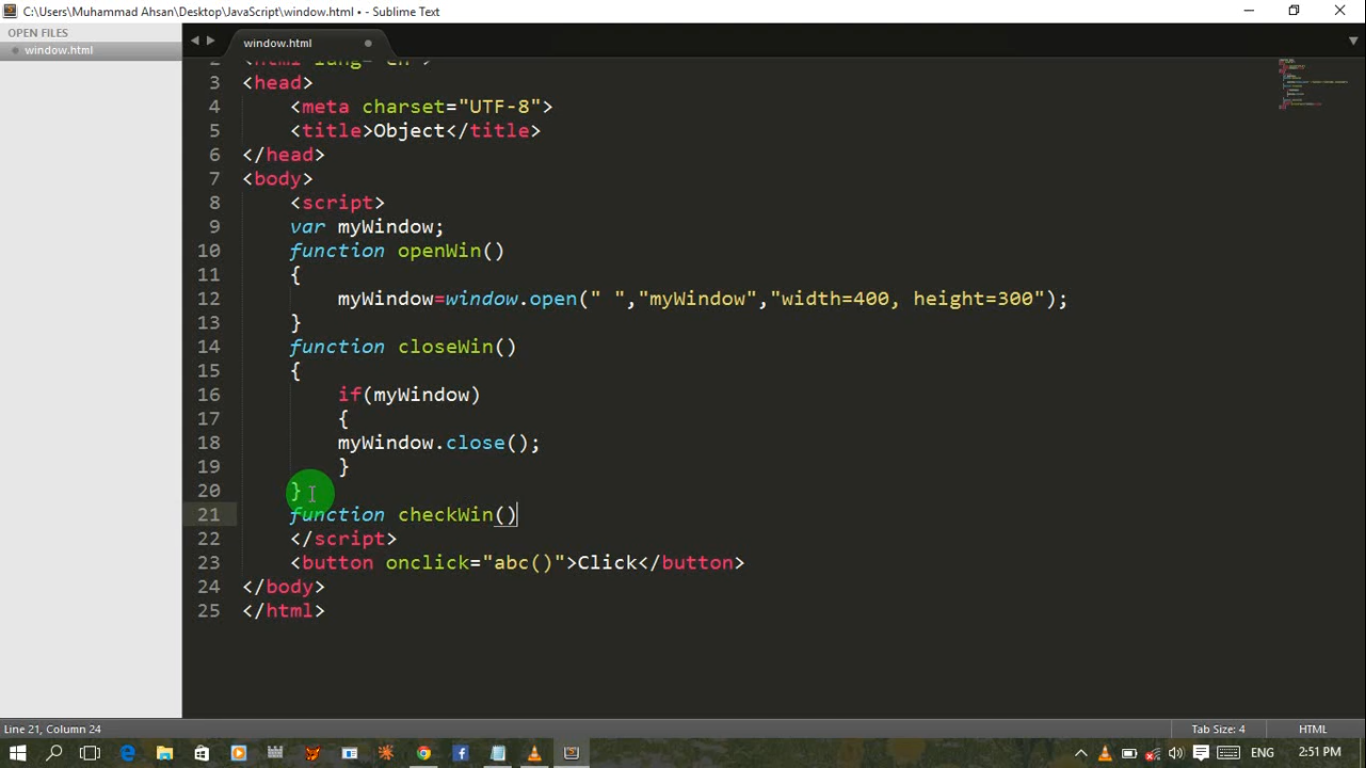 C:\Users\Muhammad Ahsan\Desktop\JavaScript\window.html • - Sublime Text
OPEN FILES
window.html
window.html
2 <html lang="en">
3 <head>
4 <meta charset="UTF-8">
5 <title>Object</title>
6 </head>
7 <body>
8 <script>
9 var myWindow;
10 function openWin()
11 {
12 myWindow=window.open(" ","myWindow","width=400, height=300");
13 }
14 function closeWin()
15 {
16 if(myWindow)
17 {
18 myWindow.close();
19 }
20 }
21 function checkWin()
22 </script>
23 <button onclick="abc()">Click</button>
24 </body>
25 </html>
Line 21, Column 24
Tab Size: 4
HTML
ENG
2:51 PM